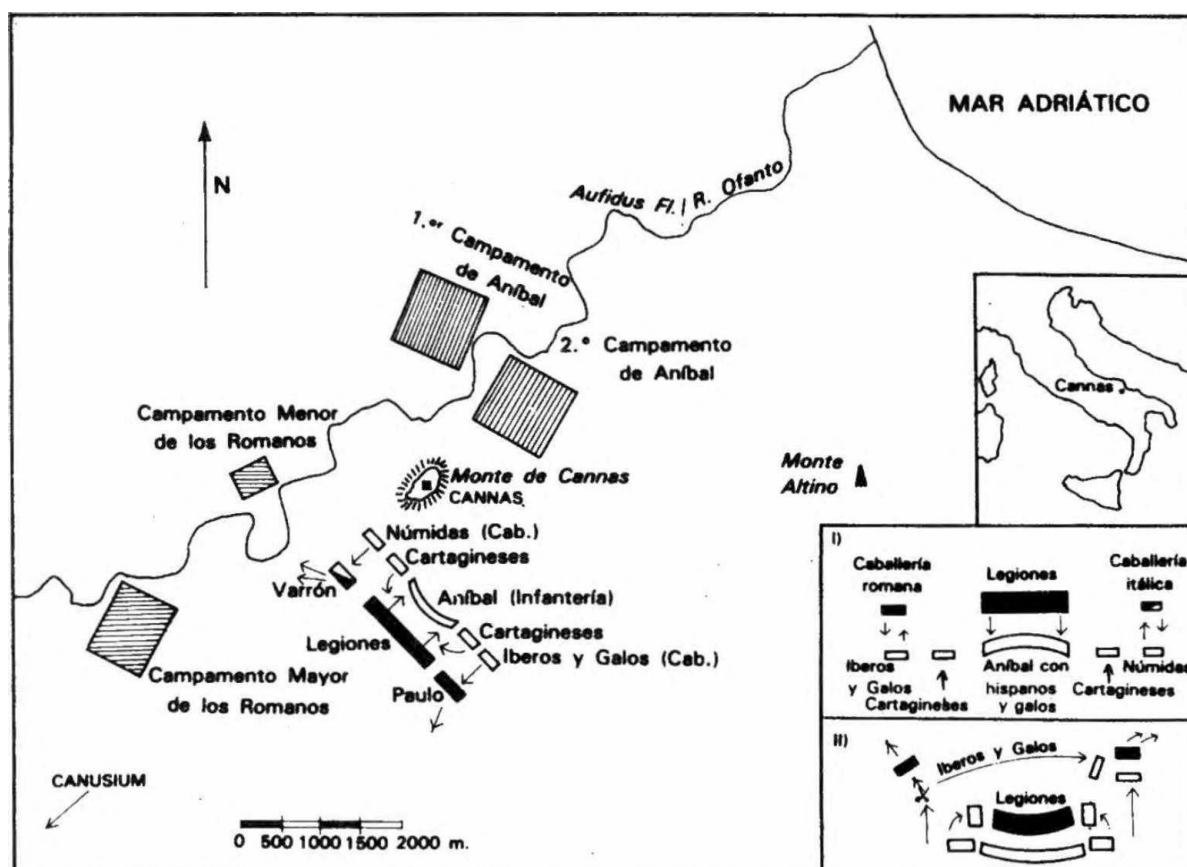 MAR ADRIÁTICO
N
Aufidus Fl. | R. Ofanto
1.er Campamento
de Aníbal
2.º Campamento
de Aníbal
Campamento Menor
de los Romanos
Monte de Cannas
CANNAS
Monte
Altino
Cannas
Númidas (Cab.)
Cartagineses
Varrón
Aníbal (Infantería)
Legiones
Cartagineses
Iberos y Galos (Cab.)
Paulo
Campamento Mayor
de los Romanos
CANUSIUM
0 500 1000 1500 2000 m.
I)
Caballería
romana
Legiones
Caballería
itálica
Iberos
y Galos
Cartagineses
Aníbal con
hispanos
y galos
Cartagineses
Númidas
II)
Iberos y Galos
Legiones